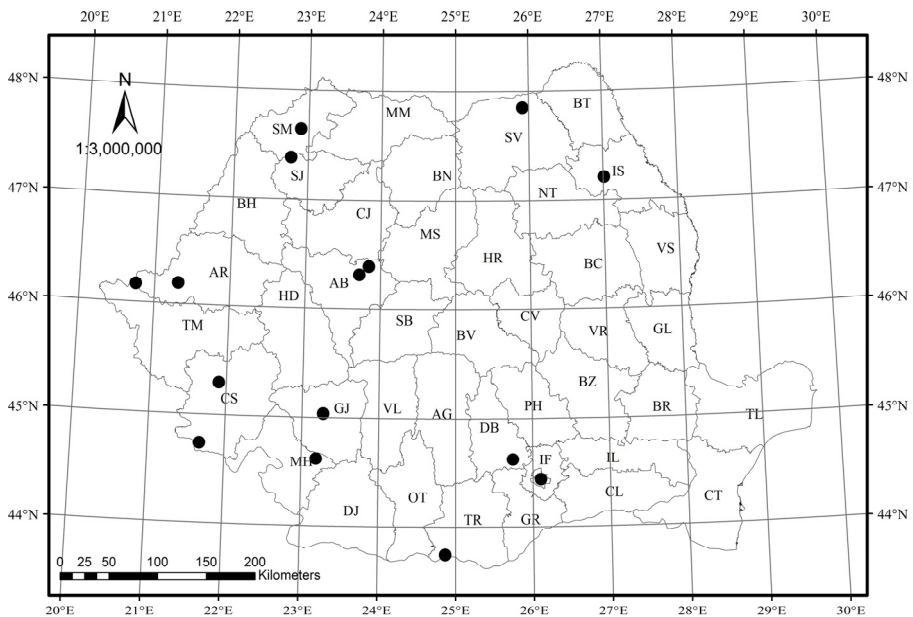 20°E 21°E 22°E 23°E 24°E 25°E 26°E 27°E 28°E 29°E 30°E
48°N 48°N
N
1:3,000,000
MM BT
SM SV
SJ BN NT IS
47°N 47°N
BH CJ
MS VS
HR BC
AR AB
46°N HD 46°N
TM SB BV CV VR GL
CS BZ
45°N GJ VL AG PH BR TL 45°N
DB
MH IF IL
OT CL CT
44°N DJ TR GR 44°N
0 25 50 100 150 200
Kilometers
20°E 21°E 22°E 23°E 24°E 25°E 26°E 27°E 28°E 29°E 30°E